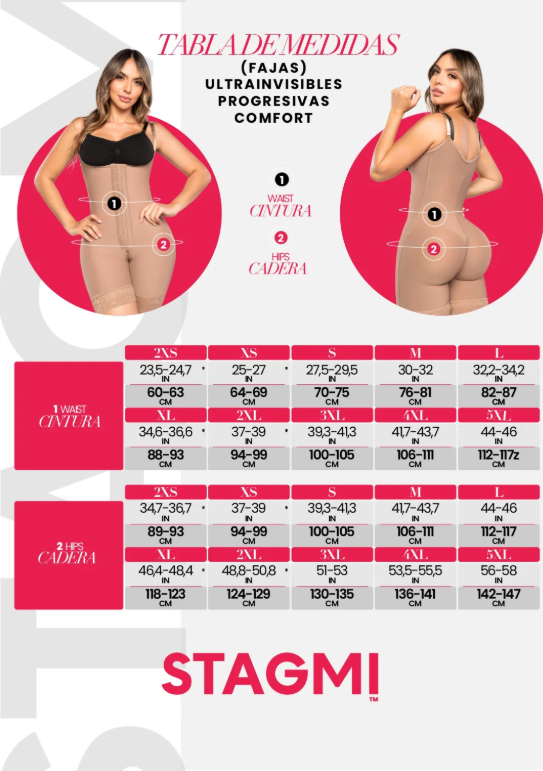 TABLA DE MEDIDAS
(FAJAS)
ULTRAINVISIBLES
PROGRESIVAS
COMFORT
1
WAIST
CINTURA
2
HIPS
CADERA
1
2
1
2
1 WAIST
CINTURA
2XS XS S M L
23,5-24,7 * 25-27 * 27,5-29,5 30-32 32,2-34,2
IN IN IN IN IN
60-63 64-69 70-75 76-81 82-87
CM CM CM CM CM
XL 2XL 3XL 4XL 5XL
34,6-36,6 * 37-39 * 39,3-41,3 41,7-43,7 44-46
IN IN IN IN IN
88-93 94-99 100-105 106-111 112-117z
CM CM CM CM CM
2 HIPS
CADERA
2XS XS S M L
34,7-36,7 * 37-39 * 39,3-41,3 41,7-43,7 44-46
IN IN IN IN IN
89-93 94-99 100-105 106-111 112-117
CM CM CM CM CM
XL 2XL 3XL 4XL 5XL
46,4-48,4 * 48,8-50,8 * 51-53 53,5-55,5 56-58
IN IN IN IN IN
118-123 124-129 130-135 136-141 142-147
CM CM CM CM CM
STAGMI
™